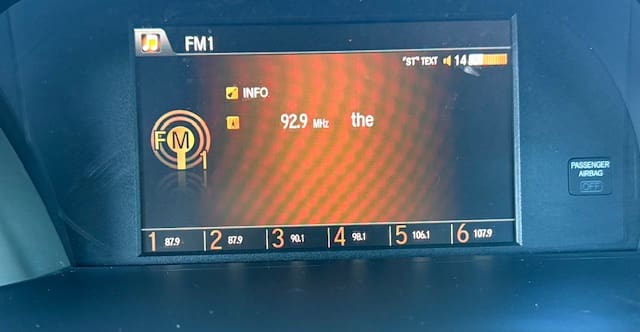 FM1
"ST" TEXT 14
INFO
92.9 MHz the
FM 1
PASSENGER
AIRBAG
OFF
1 87.9 2 87.9 3 90.1 4 98.1 5 106.1 6 107.9